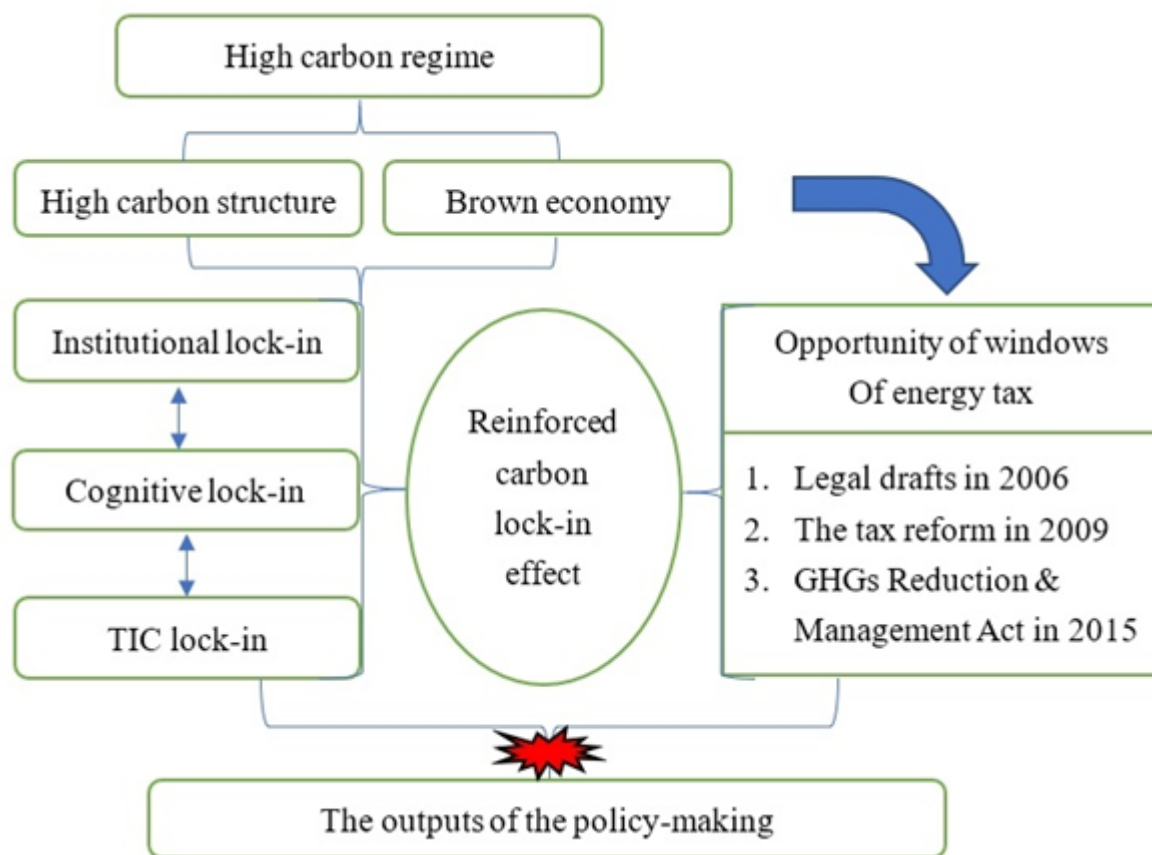 High carbon regime
High carbon structure
Brown economy
Institutional lock-in
Cognitive lock-in
TIC lock-in
Reinforced
carbon
lock-in
effect
Opportunity of windows
Of energy tax
1. Legal drafts in 2006
2. The tax reform in 2009
3. GHGs Reduction &
Management Act in 2015
The outputs of the policy-making